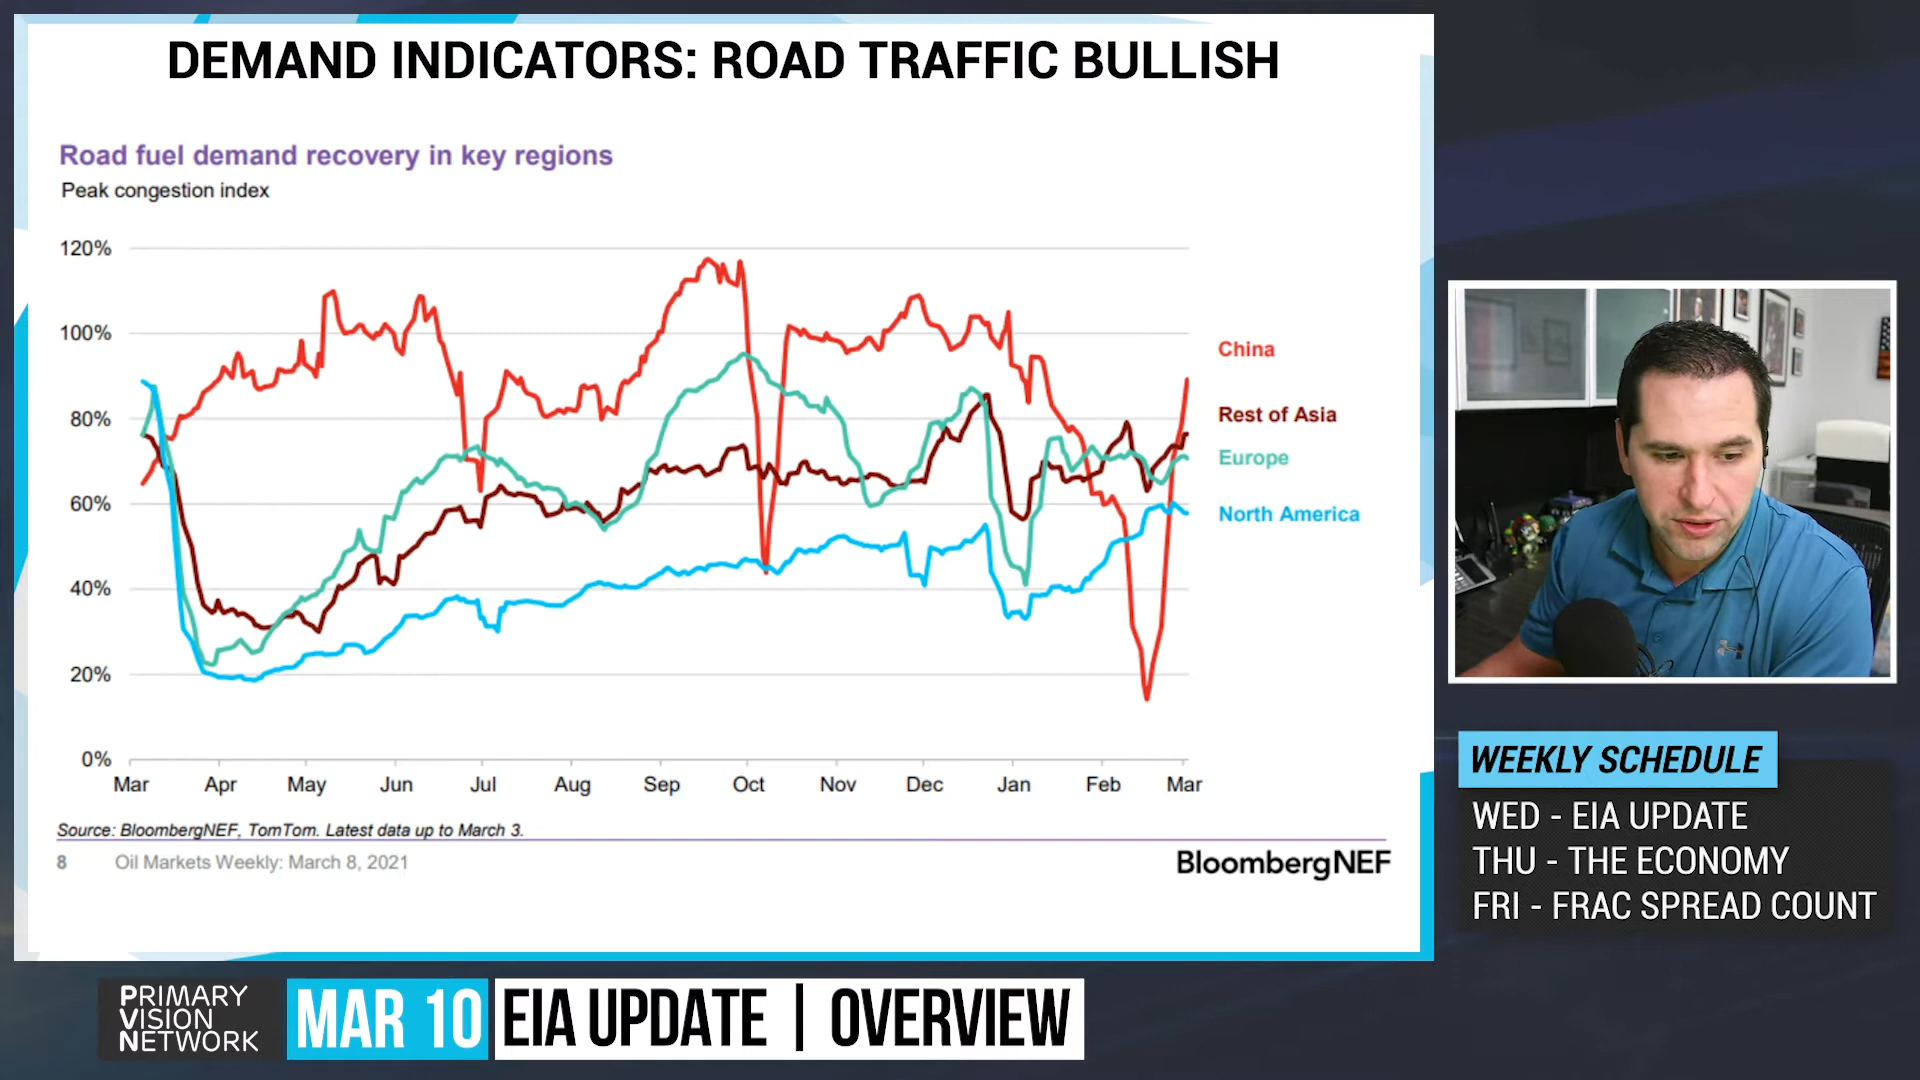 DEMAND INDICATORS: ROAD TRAFFIC BULLISH
Road fuel demand recovery in key regions
Peak congestion index
120%
100%
80%
60%
40%
20%
0%
Mar Apr May Jun Jul Aug Sep Oct Nov Dec Jan Feb Mar
China
Rest of Asia
Europe
North America
Source: BloombergNEF, TomTom. Latest data up to March 3.
8 Oil Markets Weekly: March 8, 2021
BloombergNEF
WEEKLY SCHEDULE
WED - EIA UPDATE
THU - THE ECONOMY
FRI - FRAC SPREAD COUNT
PRIMARY
VISION
NETWORK
MAR 10 EIA UPDATE | OVERVIEW